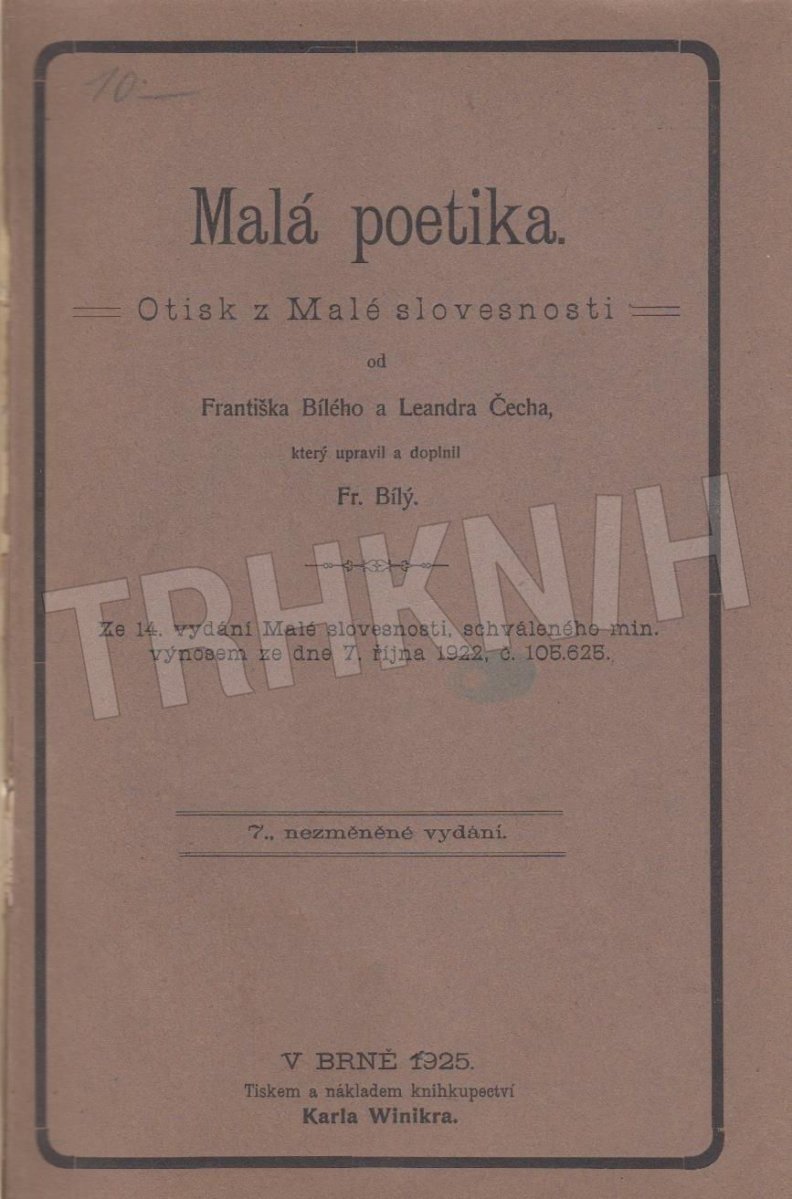 10.—
Malá poetika.
Otisk z Malé slovesnosti
od
Františka Bílého a Leandra Čecha,
který upravil a doplnil
Fr. Bílý.
TRHKNIH
Ze 14. vydání Malé slovesnosti, schváleného min.
výnosem ze dne 7. října 1922, č. 105.625.
7., nezměněné vydání.
V BRNĚ 1925.
Tiskem a nákladem knihkupectví
Karla Winikra.